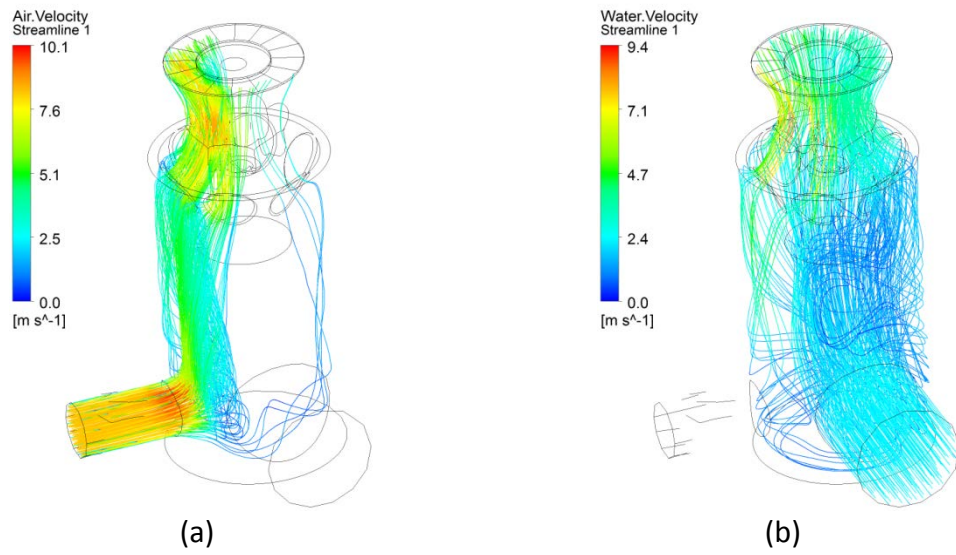 Air.Velocity
Streamline 1
10.1
7.6
5.1
2.5
0.0
[m s^-1]
(a)
Water.Velocity
Streamline 1
9.4
7.1
4.7
2.4
0.0
[m s^-1]
(b)